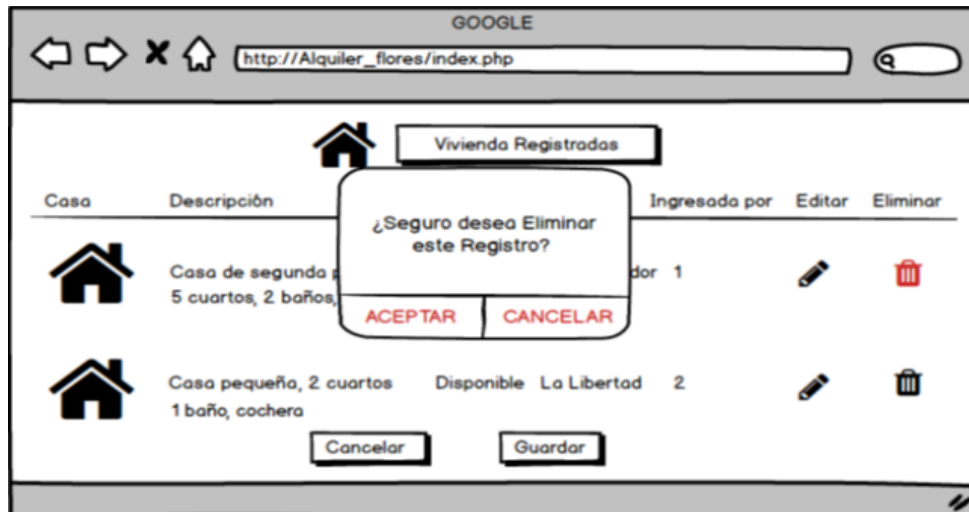 GOOGLE
http://Alquiler_flores/index.php
Vivienda Registradas
Casa Descripción Ingresada por Editar Eliminar
¿Seguro desea Eliminar
este Registro?
Casa de segunda dor 1
5 cuartos, 2 baños,
ACEPTAR CANCELAR
Casa pequeña, 2 cuartos Disponible La Libertad 2
1 baño, cochera
Cancelar Guardar